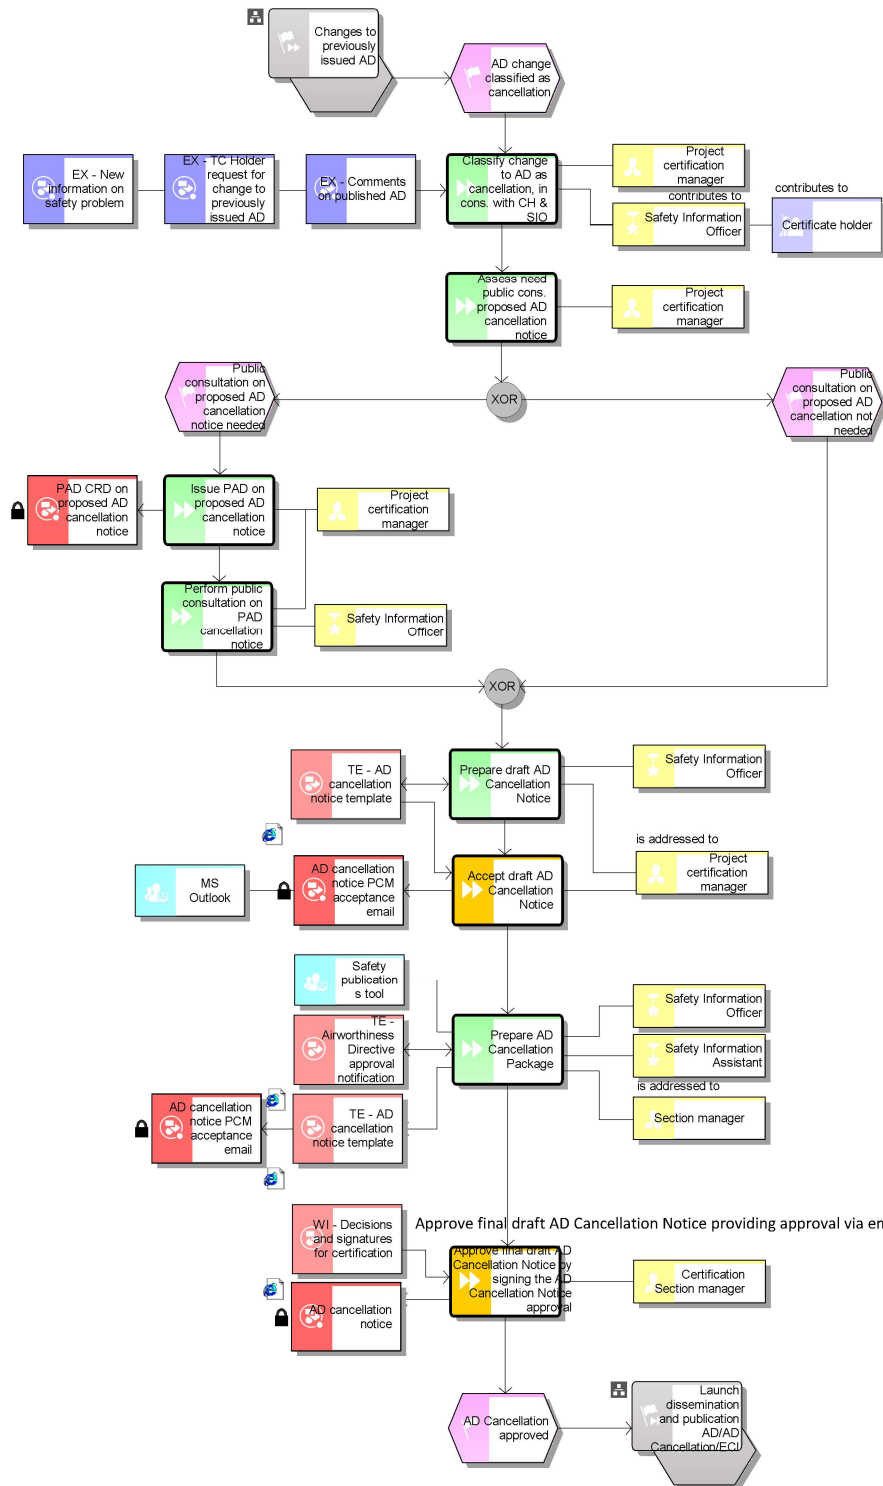 Changes to
previously
issued AD
AD change
classified as
cancellation
EX - New
information on
safety problem
EX - TC Holder
request for
change to
previously
issued AD
EX - Comments
on published AD
Classify change
to AD as
cancellation, in
cons. with CH &
SIO
Project
certification
manager
contributes to
Safety Information
Officer
contributes to
Certificate holder
Assess need
public cons.
proposed AD
cancellation
notice
Project
certification
manager
XOR
Public
consultation on
proposed AD
cancellation
notice needed
Public
consultation on
proposed AD
cancellation not
needed
PAD CRD on
proposed AD
cancellation
notice
Issue PAD on
proposed AD
cancellation
notice
Project
certification
manager
Perform public
consultation on
PAD
cancellation
notice
Safety Information
Officer
XOR
TE - AD
cancellation
notice template
Prepare draft AD
Cancellation
Notice
Safety Information
Officer
is addressed to
Project
certification
manager
MS
Outlook
AD cancellation
notice PCM
acceptance
email
Accept draft AD
Cancellation
Notice
Safety
publication
s tool
TE -
Airworthiness
Directive
approval
notification
Prepare AD
Cancellation
Package
Safety Information
Officer
Safety Information
Assistant
is addressed to
Section manager
AD cancellation
notice PCM
acceptance
email
TE - AD
cancellation
notice template
WI - Decisions
and signatures
for certification
Approve final draft AD Cancellation Notice providing approval via em
Approve final draft AD
Cancellation Notice by
signing the AD
Cancellation Notice
approval
Certification
Section manager
AD cancellation
notice
AD Cancellation
approved
Launch
dissemination
and publication
AD/AD
Cancellation/ECI